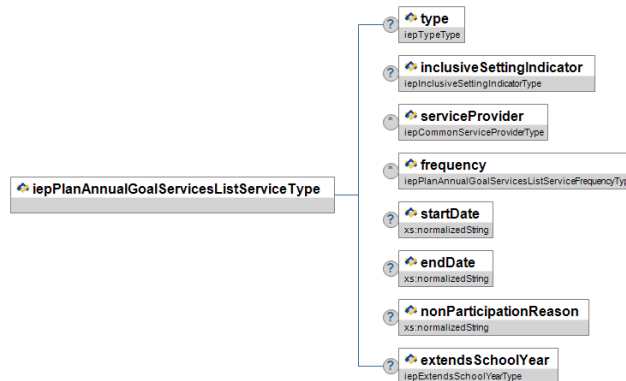 ?
type
iepTypeType
?
inclusiveSettingIndicator
iepInclusiveSettingIndicatorType
*
serviceProvider
iepCommonServiceProviderType
iepPlanAnnualGoalServicesListServiceType
*
frequency
iepPlanAnnualGoalServicesListServiceFrequencyTyp
?
startDate
xs:normalizedString
?
endDate
xs:normalizedString
?
nonParticipationReason
xs:normalizedString
?
extendsSchoolYear
iepExtendsSchoolYearType